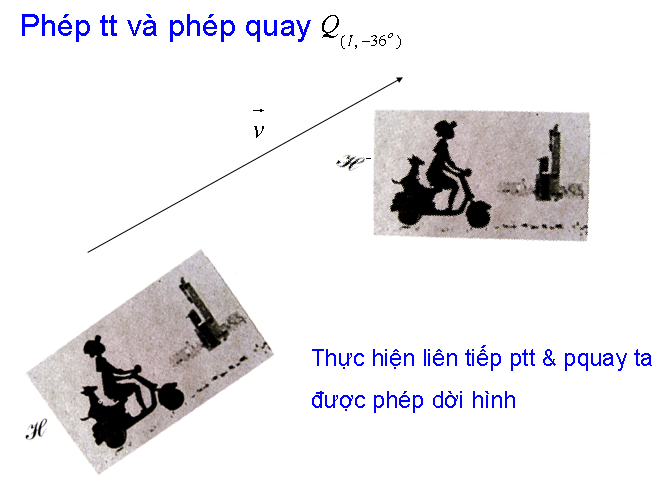 Phép tt và phép quay Q(I, −36°)
v
ℋ'
Thực hiện liên tiếp ptt & pquay ta
được phép dời hình
ℋ